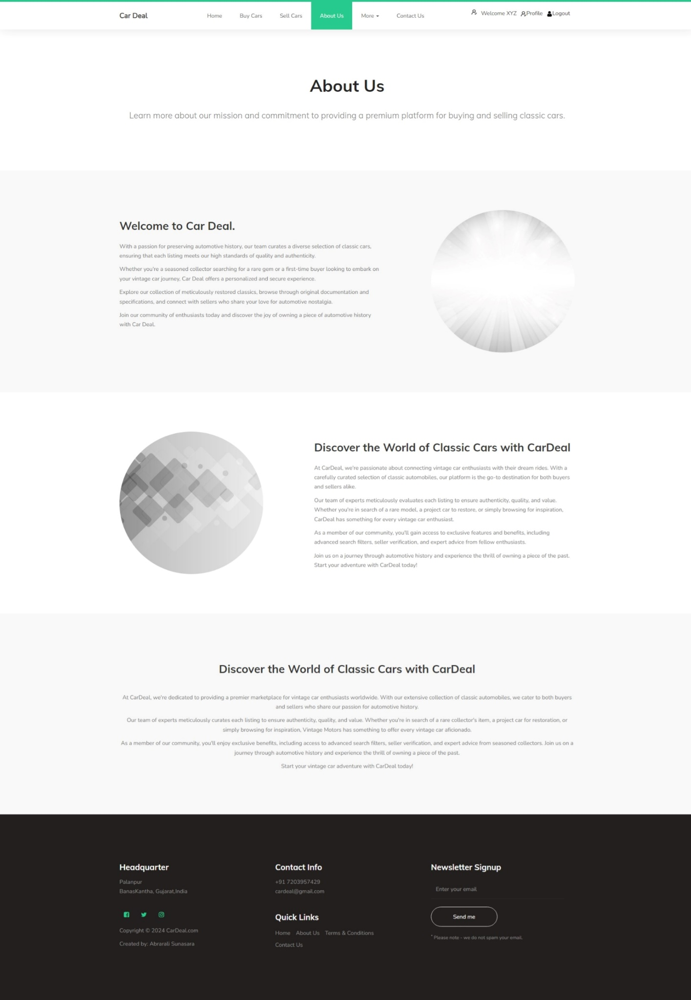 Car Deal
Home
Buy Cars
Sell Cars
About Us
More
Contact Us
Welcome XYZ
Profile
Logout
About Us
Learn more about our mission and commitment to providing a premium platform for buying and selling classic cars.
Welcome to Car Deal.
With a passion for preserving automotive history, our team curates a diverse selection of classic cars,
ensuring that each listing meets our high standards of quality and authenticity.
Whether you're a seasoned collector searching for a rare gem or a first-time buyer looking to embark on
your vintage car journey, Car Deal offers a personalized and secure experience.
Explore our collection of meticulously restored classics, browse through original documentation and
specifications, and connect with sellers who share your love for automotive nostalgia.
Join our community of enthusiasts today and discover the joy of owning a piece of automotive history
with Car Deal.
Discover the World of Classic Cars with CarDeal
At CarDeal, we're passionate about connecting vintage car enthusiasts with their dream rides. With a
carefully curated selection of classic automobiles, our platform is the go-to destination for both buyers
and sellers alike.
Our team of experts meticulously evaluates each listing to ensure authenticity, quality, and value.
Whether you're in search of a rare model, a project car to restore, or simply browsing for inspiration,
CarDeal has something for every vintage car enthusiast.
As a member of our community, you'll gain access to exclusive features and benefits, including
advanced search filters, seller verification, and expert advice from fellow enthusiasts.
Join us on a journey through automotive history and experience the thrill of owning a piece of the past.
Start your adventure with CarDeal today!
Discover the World of Classic Cars with CarDeal
At CarDeal, we're dedicated to providing a premier marketplace for vintage car enthusiasts worldwide. With our extensive collection of classic automobiles, we cater to both buyers
and sellers who share our passion for automotive history.
Our team of experts meticulously curates each listing to ensure authenticity, quality, and value. Whether you're in search of a rare collector's item, a project car for restoration, or
simply browsing for inspiration, Vintage Motors has something to offer every vintage car aficionado.
As a member of our community, you'll enjoy exclusive benefits, including access to advanced search filters, seller verification, and expert advice from seasoned collectors. Join us on a
journey through automotive history and experience the thrill of owning a piece of the past.
Start your vintage car adventure with CarDeal today!
Headquarter
Palanpur
BanasKantha, Gujarat,India
Copyright © 2024 CarDeal.com
Created by: Abrarali Sunasara
Contact Info
+91 7203957429
cardeal@gmail.com
Quick Links
Home About Us Terms & Conditions
Contact Us
Newsletter Signup
Enter your email
Send me
* Please note - we do not spam your email.